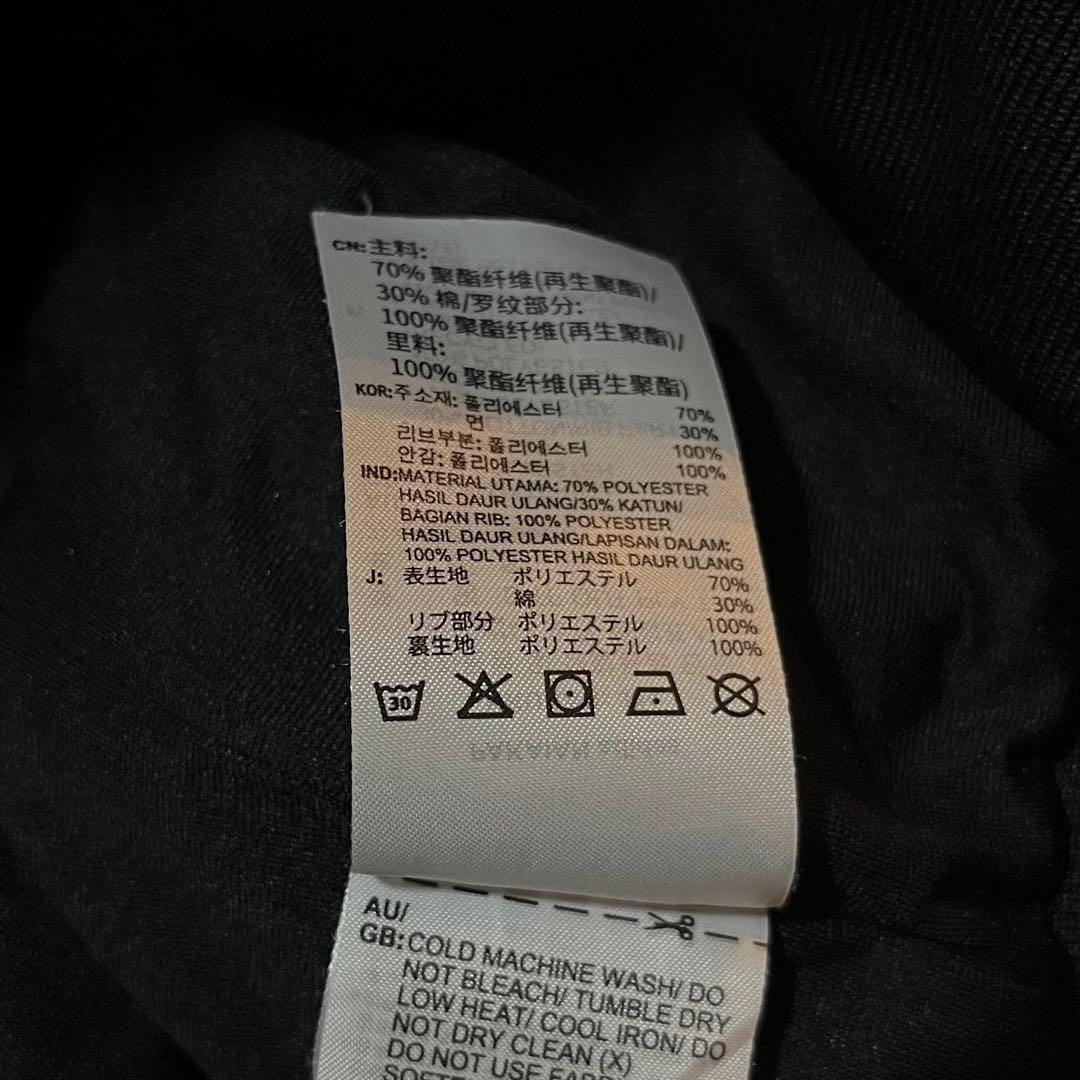 CN:主料:
70% 聚酯纤维(再生聚酯)/
30% 棉/罗纹部分:
100% 聚酯纤维(再生聚酯)/
里料:
100% 聚酯纤维(再生聚酯)
KOR:주소재: 폴리에스터 70%
면 30%
리브부분: 폴리에스터 100%
안감: 폴리에스터 100%
IND:MATERIAL UTAMA: 70% POLYESTER
HASIL DAUR ULANG/30% KATUN/
BAGIAN RIB: 100% POLYESTER
HASIL DAUR ULANG/LAPISAN DALAM:
100% POLYESTER HASIL DAUR ULANG
J: 表生地 ポリエステル 70%
綿 30%
リブ部分 ポリエステル 100%
裏生地 ポリエステル 100%
30
AU/
GB:COLD MACHINE WASH/ DO
NOT BLEACH/ TUMBLE DRY
LOW HEAT/ COOL IRON/ DO
NOT DRY CLEAN (X)
DO NOT USE